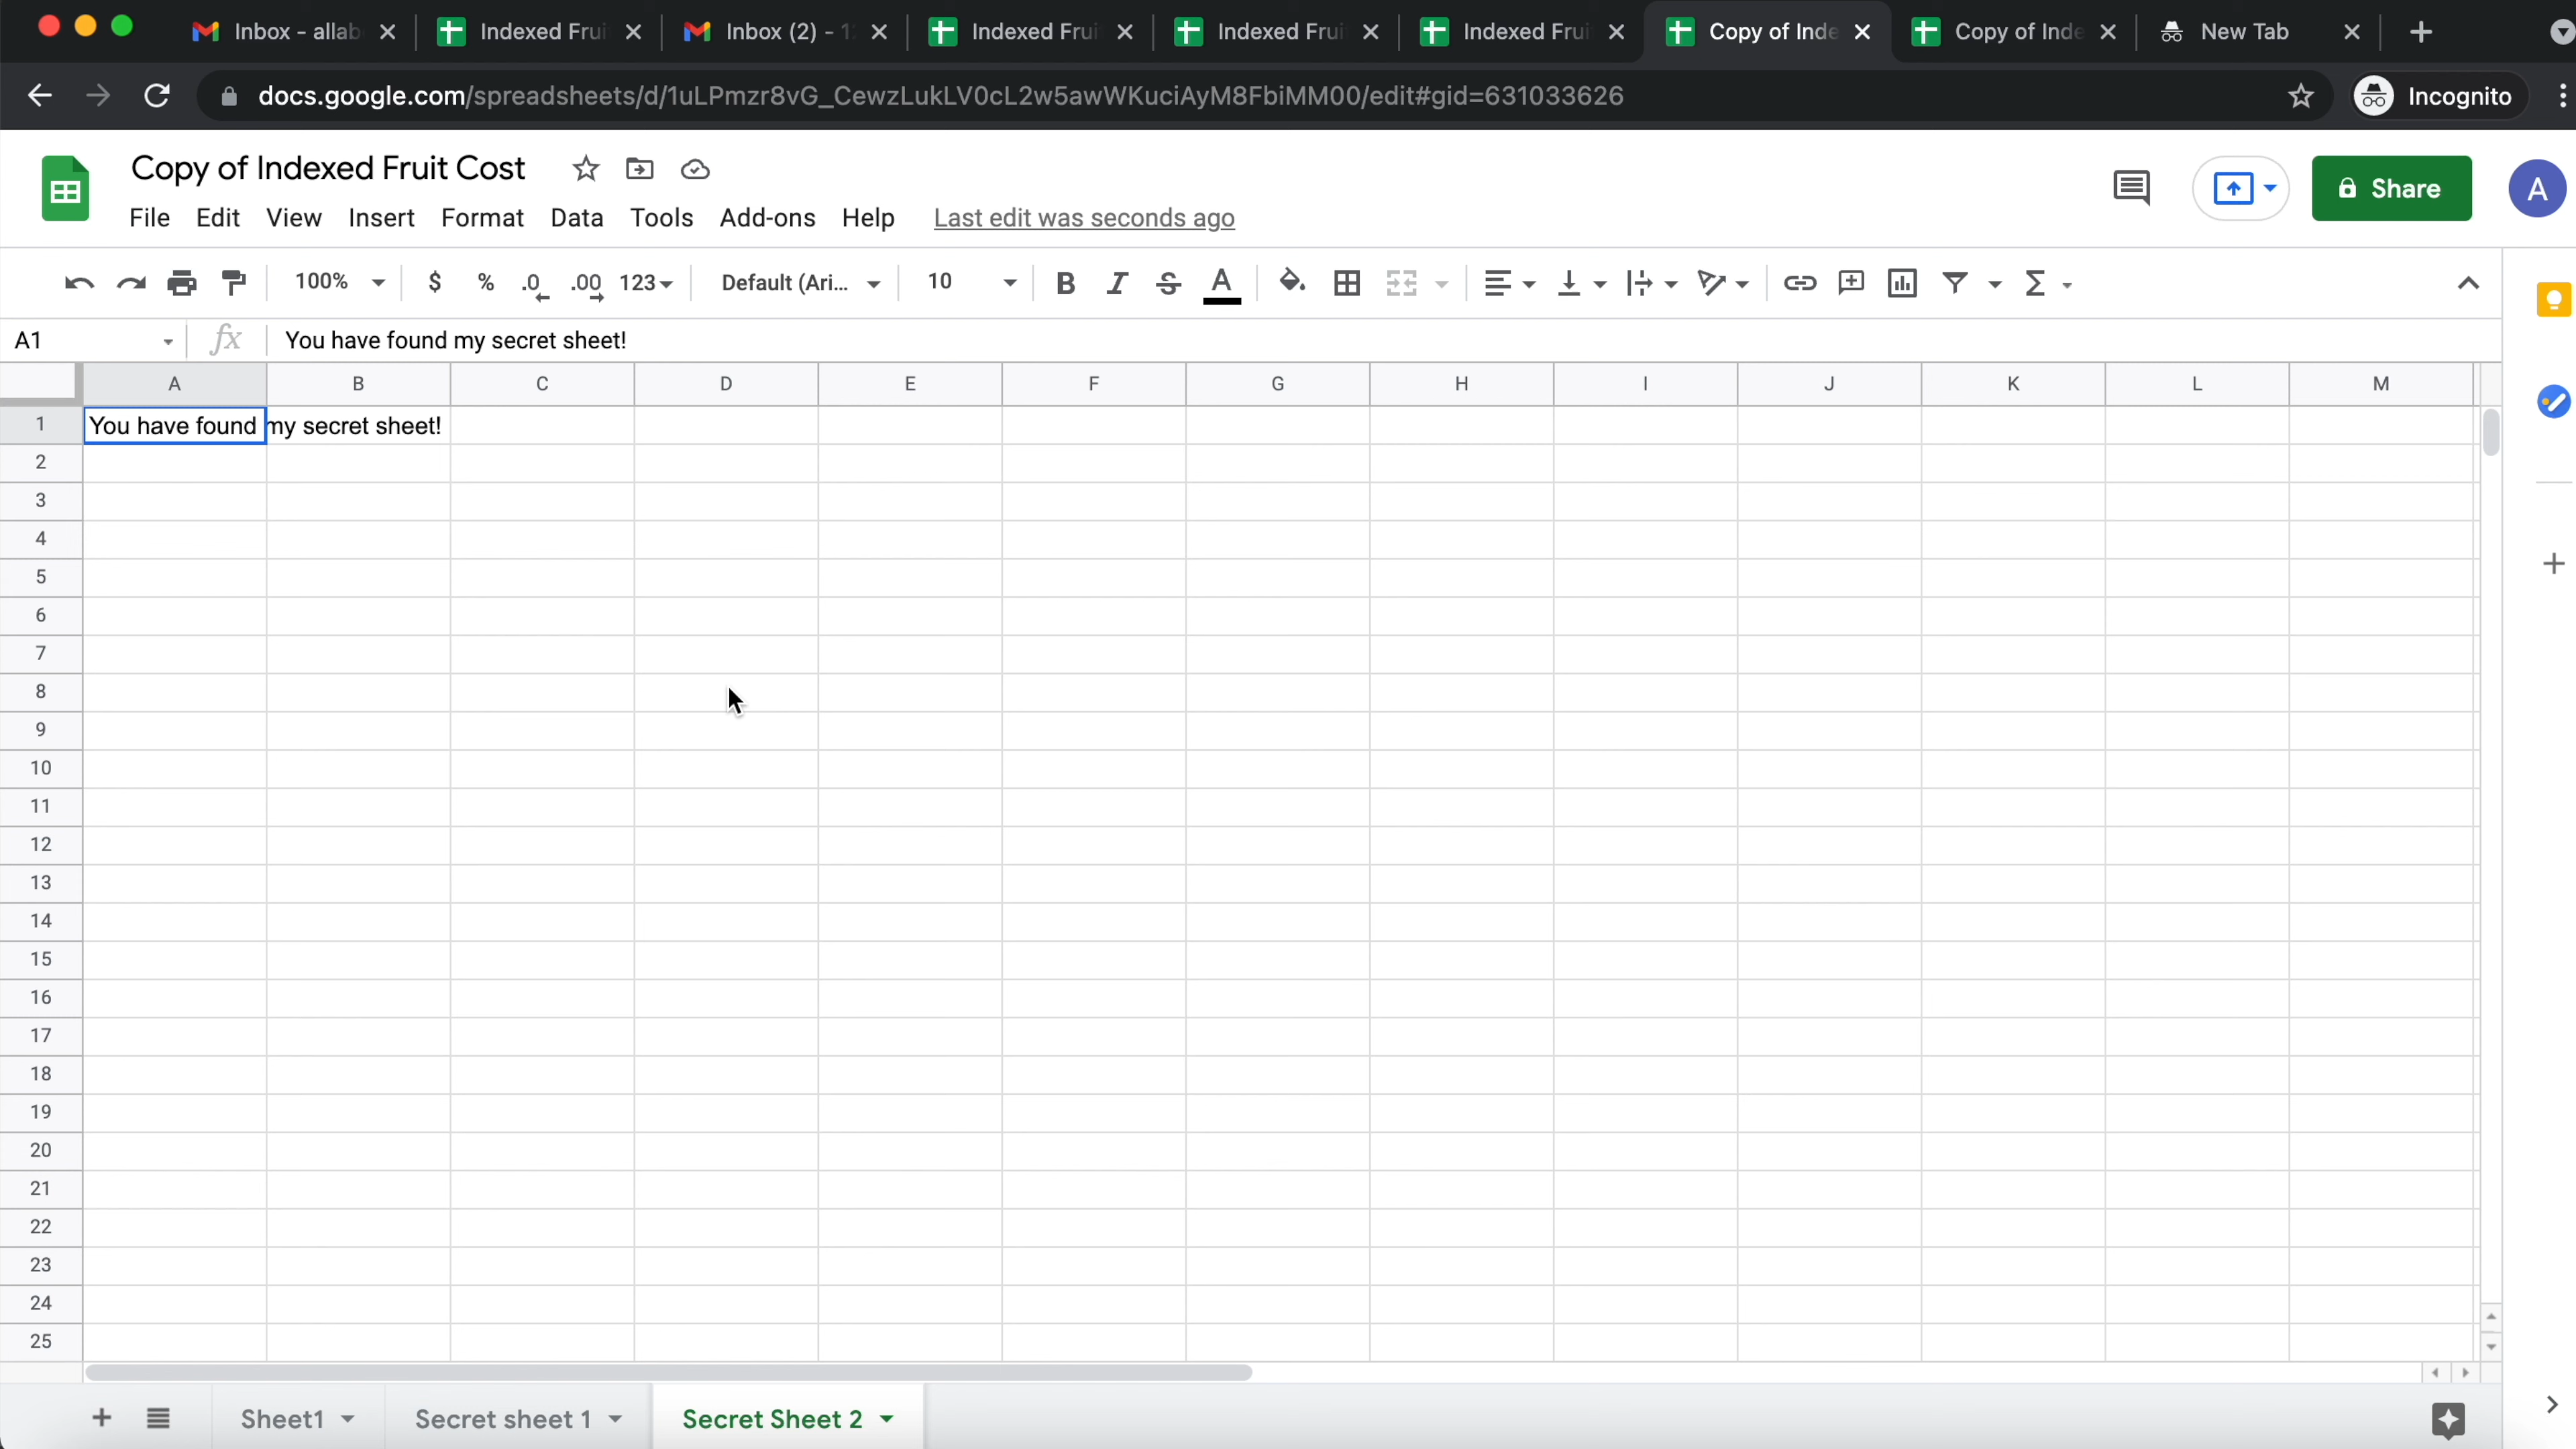 Inbox - allab
Indexed Frui
Inbox (2) - 1
Indexed Frui
Indexed Frui
Indexed Frui
Copy of Inde
Copy of Inde
New Tab
docs.google.com/spreadsheets/d/1uLPmzr8vG_CewzLukLV0cL2w5awWKuciAyM8FbiMM00/edit#gid=631033626
Incognito
Copy of Indexed Fruit Cost
File Edit View Insert Format Data Tools Add-ons Help Last edit was seconds ago
Share
A
100% $ % .0 .00 123 Default (Ari... 10 B I S A Σ
A1 fx You have found my secret sheet!
A B C D E F G H I J K L M
1 You have found my secret sheet!
2
3
4
5
6
7
8
9
10
11
12
13
14
15
16
17
18
19
20
21
22
23
24
25
Sheet1 Secret sheet 1 Secret Sheet 2